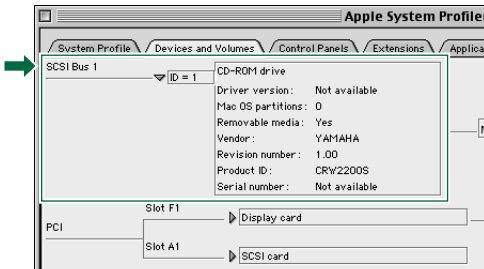 Apple System Profile
System Profile
Devices and Volumes
Control Panels
Extensions
Applica
SCSI Bus 1
ID = 1
CD-ROM drive
Driver version: Not available
Mac OS partitions: 0
Removable media: Yes
Vendor: YAMAHA
Revision number: 1.00
Product ID: CRW2200S
Serial number: Not available
Slot F1
Display card
PCI
Slot A1
SCSI card